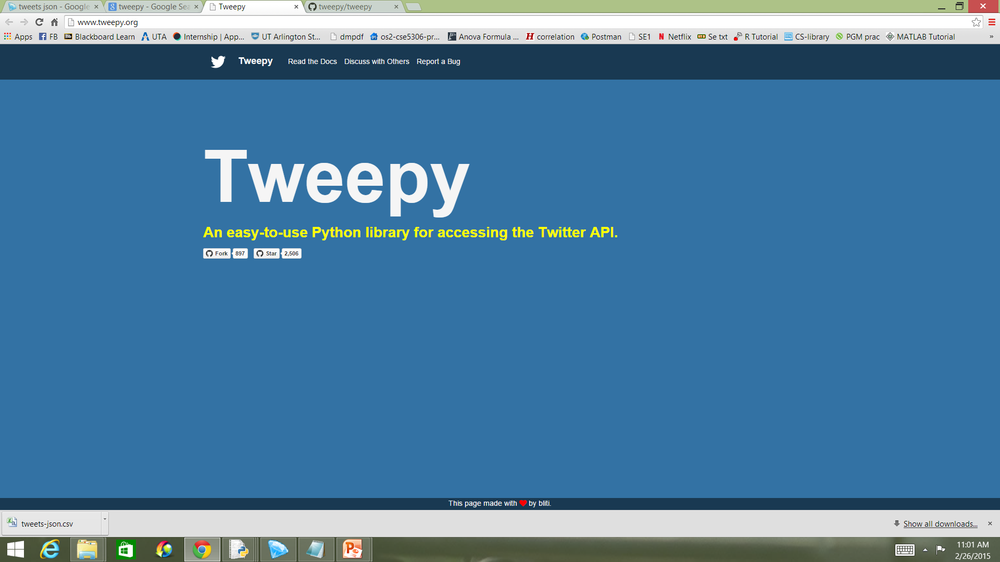 tweets json - Google
tweepy - Google Sea
Tweepy
tweepy/tweepy
www.tweepy.org
Apps FB Blackboard Learn UTA Internship | App... UT Arlington St... dmpdf os2-cse5306-pr... Anova Formula ... correlation Postman SE1 Netflix Se txt R Tutorial CS-library PGM prac MATLAB Tutorial »
Tweepy Read the Docs Discuss with Others Report a Bug
Tweepy
An easy-to-use Python library for accessing the Twitter API.
Fork 897 Star 2,506
This page made with ❤ by bliti.
tweets-json.csv
Show all downloads...
11:01 AM
2/26/2015